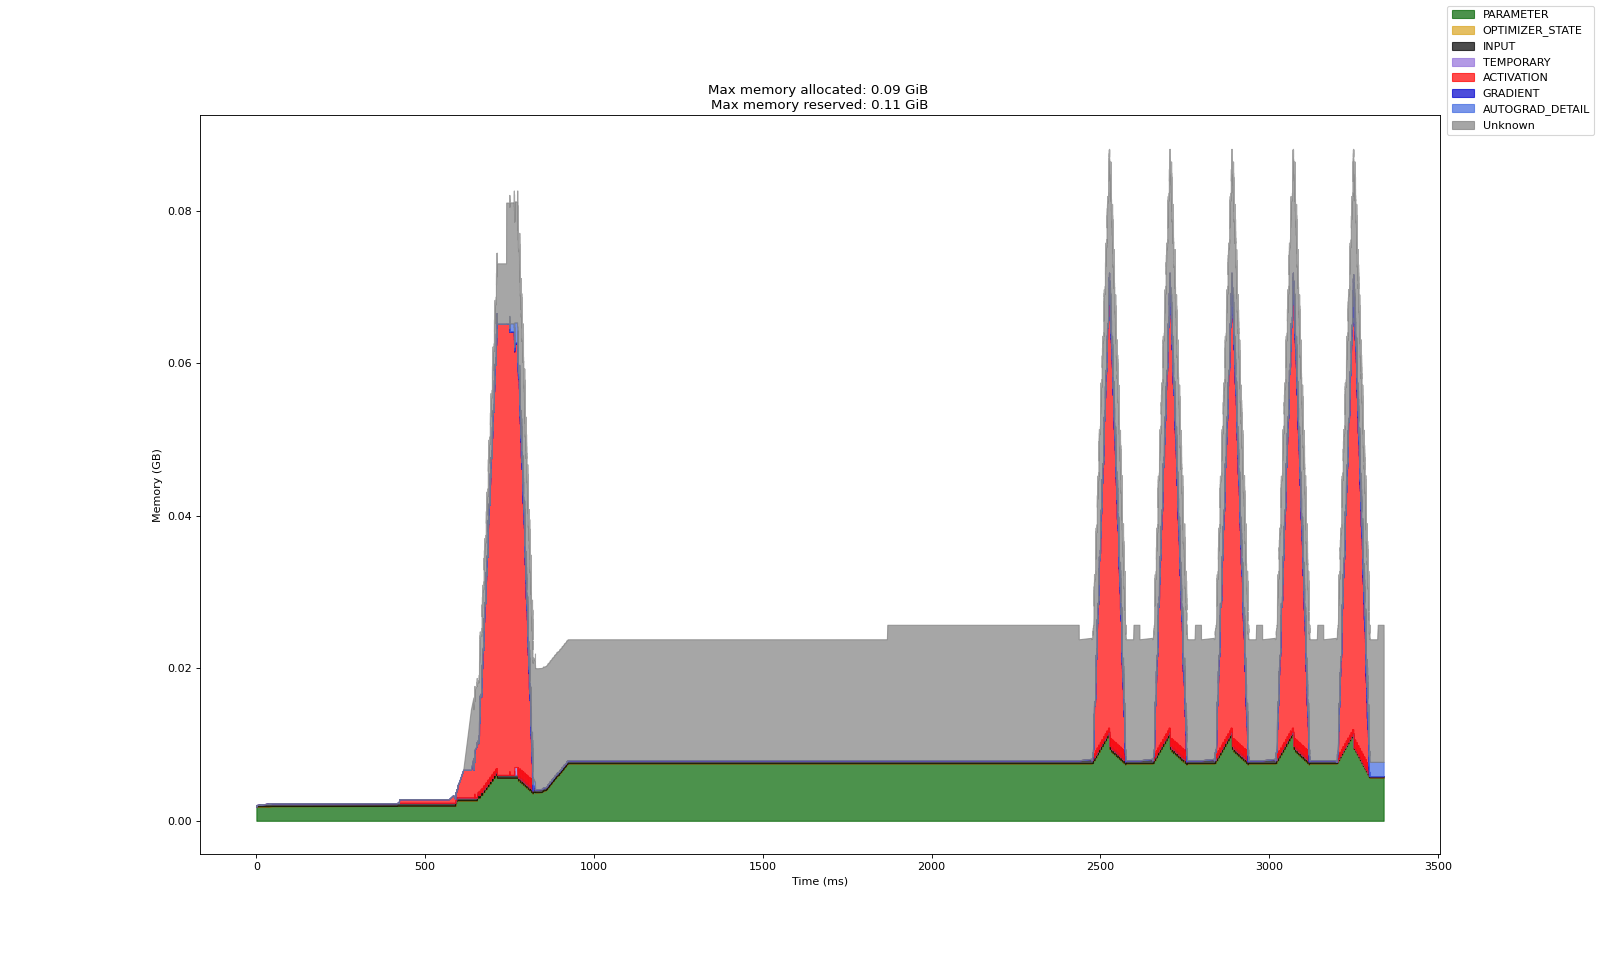 PARAMETER
OPTIMIZER_STATE
INPUT
TEMPORARY
ACTIVATION
GRADIENT
AUTOGRAD_DETAIL
Unknown
Max memory allocated: 0.09 GiB
Max memory reserved: 0.11 GiB
Memory (GB)
0.08
0.06
0.04
0.02
0.00
0 500 1000 1500 2000 2500 3000 3500
Time (ms)